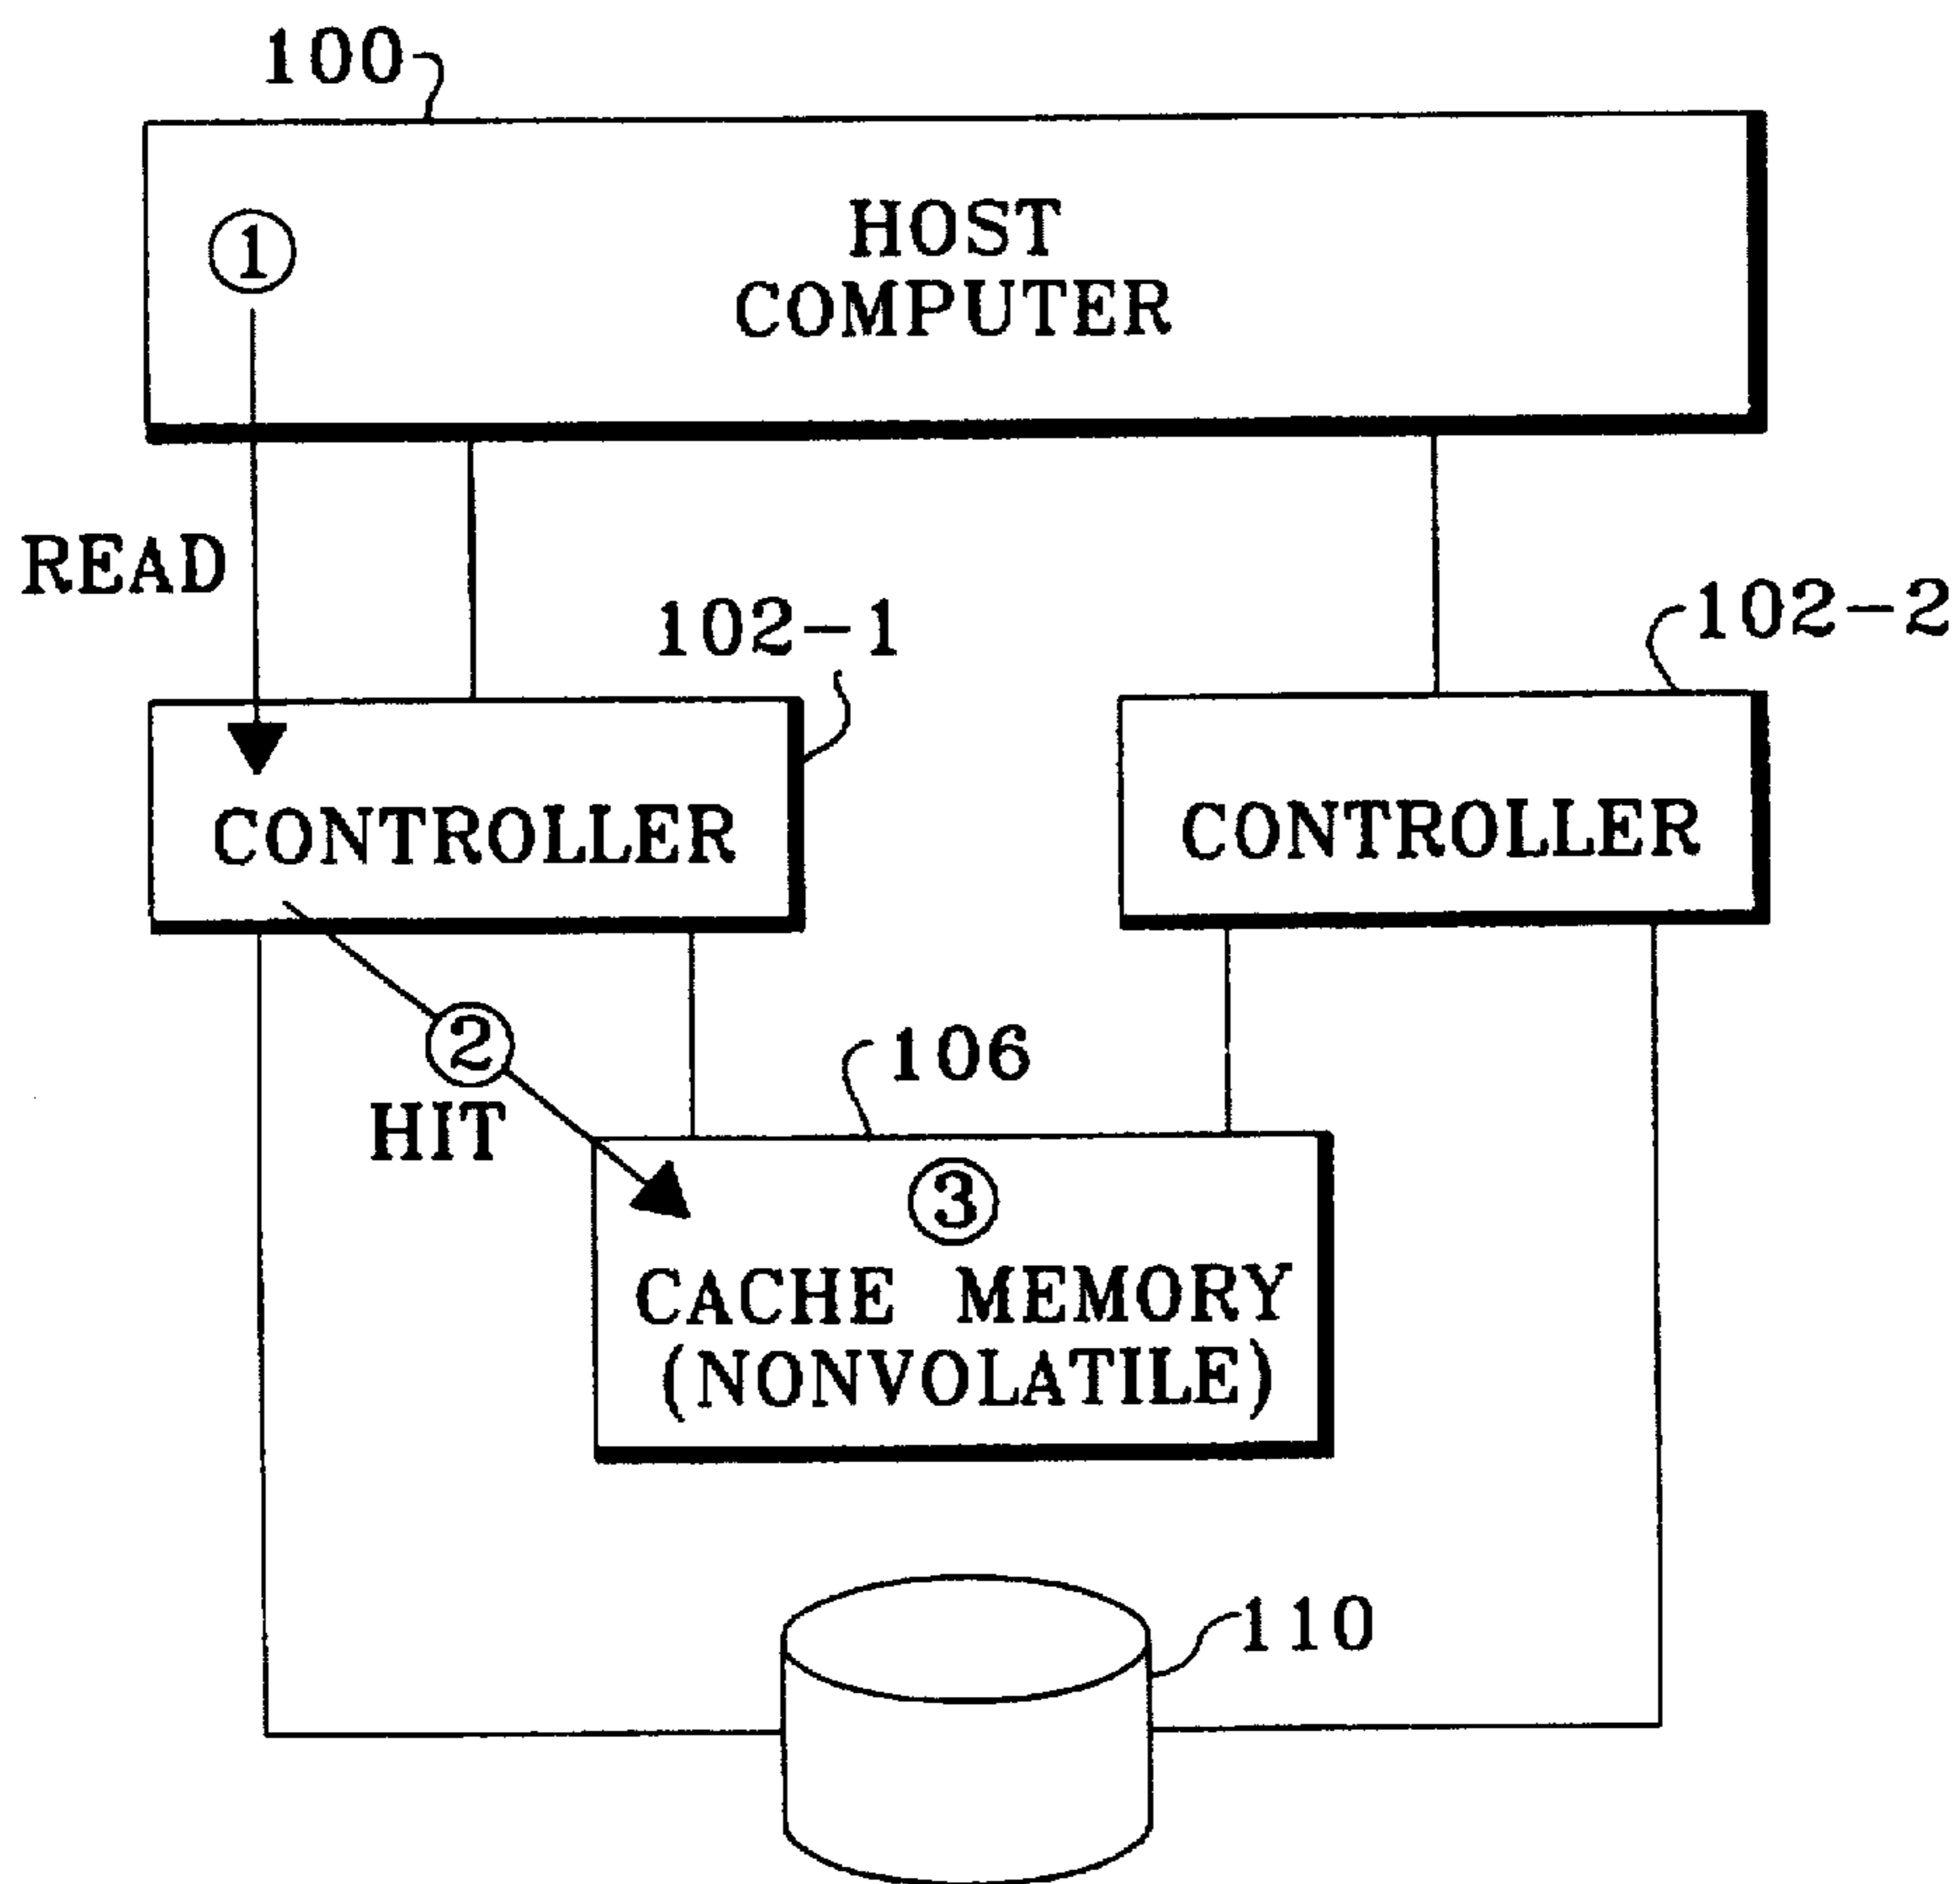 100
①
HOST
COMPUTER
READ
102-1
102-2
CONTROLLER
CONTROLLER
②
HIT
106
③
CACHE MEMORY
(NONVOLATILE)
110